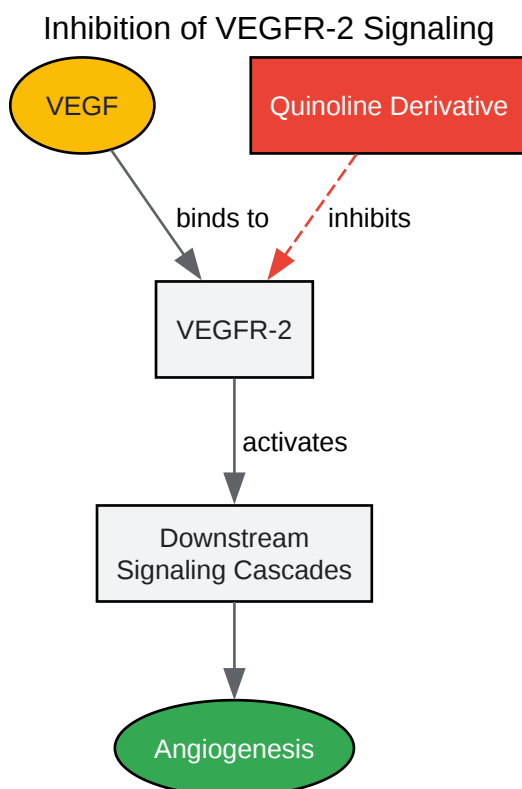 Inhibition of VEGFR-2 Signaling
VEGF
Quinoline Derivative
binds to
inhibits
VEGFR-2
activates
Downstream
Signaling Cascades
Angiogenesis